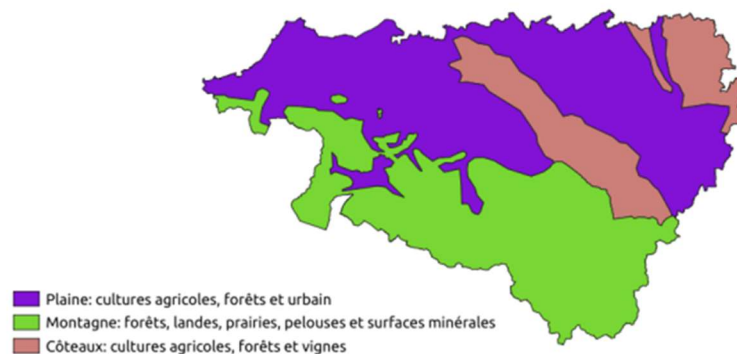 Plaine: cultures agricoles, forêts et urbain
Montagne: forêts, landes, prairies, pelouses et surfaces minérales
Côteaux: cultures agricoles, forêts et vignes